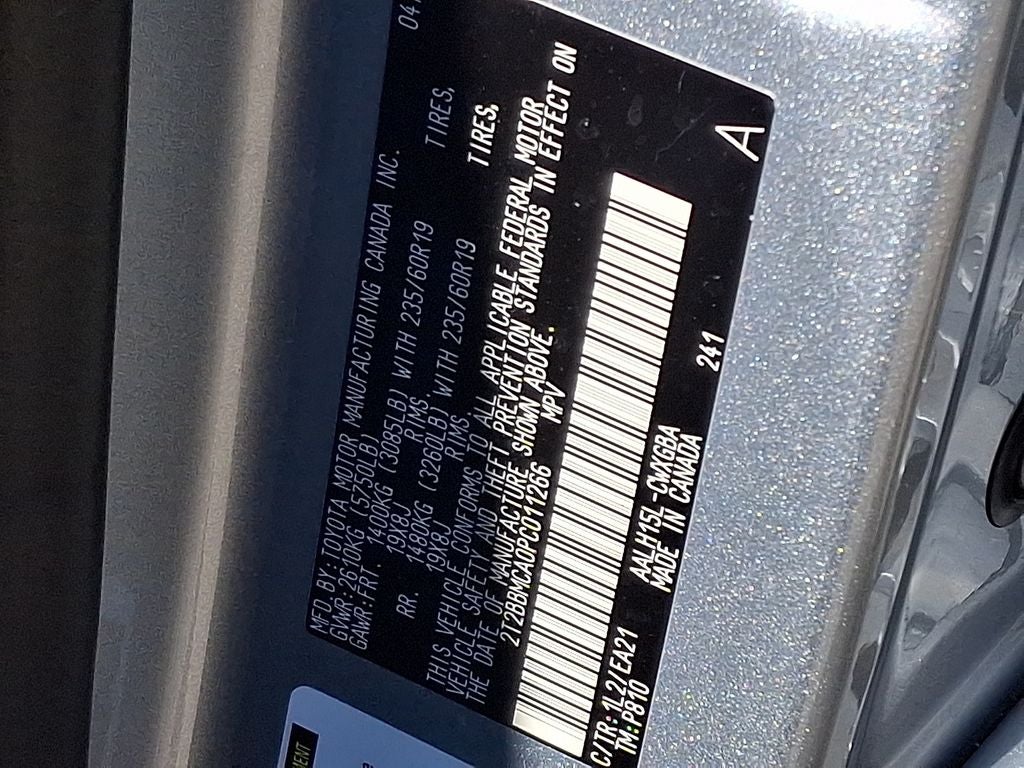 MFD BY: TOYOTA MOTOR MANUFACTURING CANADA INC. 04
GVWR: 2610KG (5750LB)
GAWR: FRT. 1400KG (3085LB) WITH 235/60R19 TIRES,
19X8J RIMS,
RR. 1480KG (3260LB) WITH 235/60R19 TIRES,
19X8J RIMS,
THIS VEHICLE CONFORMS TO ALL APPLICABLE FEDERAL MOTOR
VEHICLE SAFETY AND THEFT PREVENTION STANDARDS IN EFFECT ON
THE DATE OF MANUFACTURE SHOWN ABOVE.
2T2BBMCA0PC011266 MPV
C/TR: 1L2/EA21 AALH15L-CWXGBA 241 A
TM: P810 MADE IN CANADA
MENT